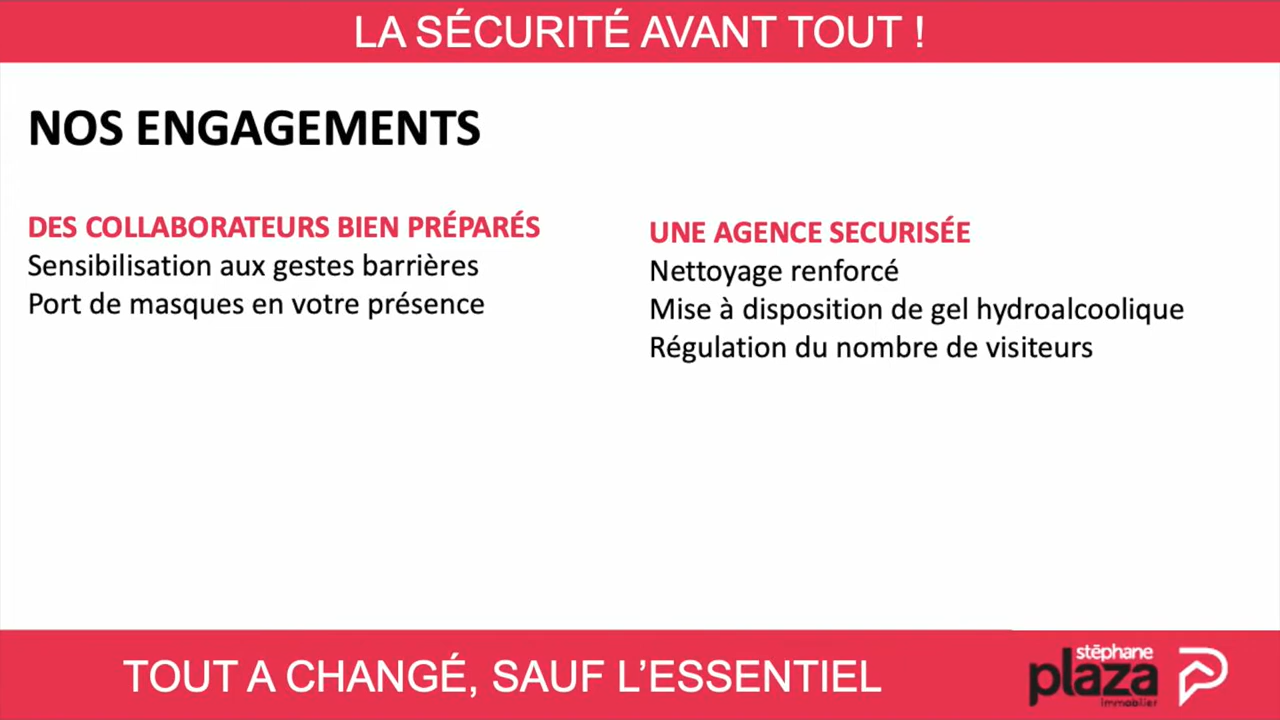 LA SÉCURITÉ AVANT TOUT !
NOS ENGAGEMENTS
DES COLLABORATEURS BIEN PRÉPARÉS
Sensibilisation aux gestes barrières
Port de masques en votre présence
UNE AGENCE SECURISÉE
Nettoyage renforcé
Mise à disposition de gel hydroalcoolique
Régulation du nombre de visiteurs
TOUT A CHANGÉ, SAUF L’ESSENTIEL
stéphane
plaza
immobilier